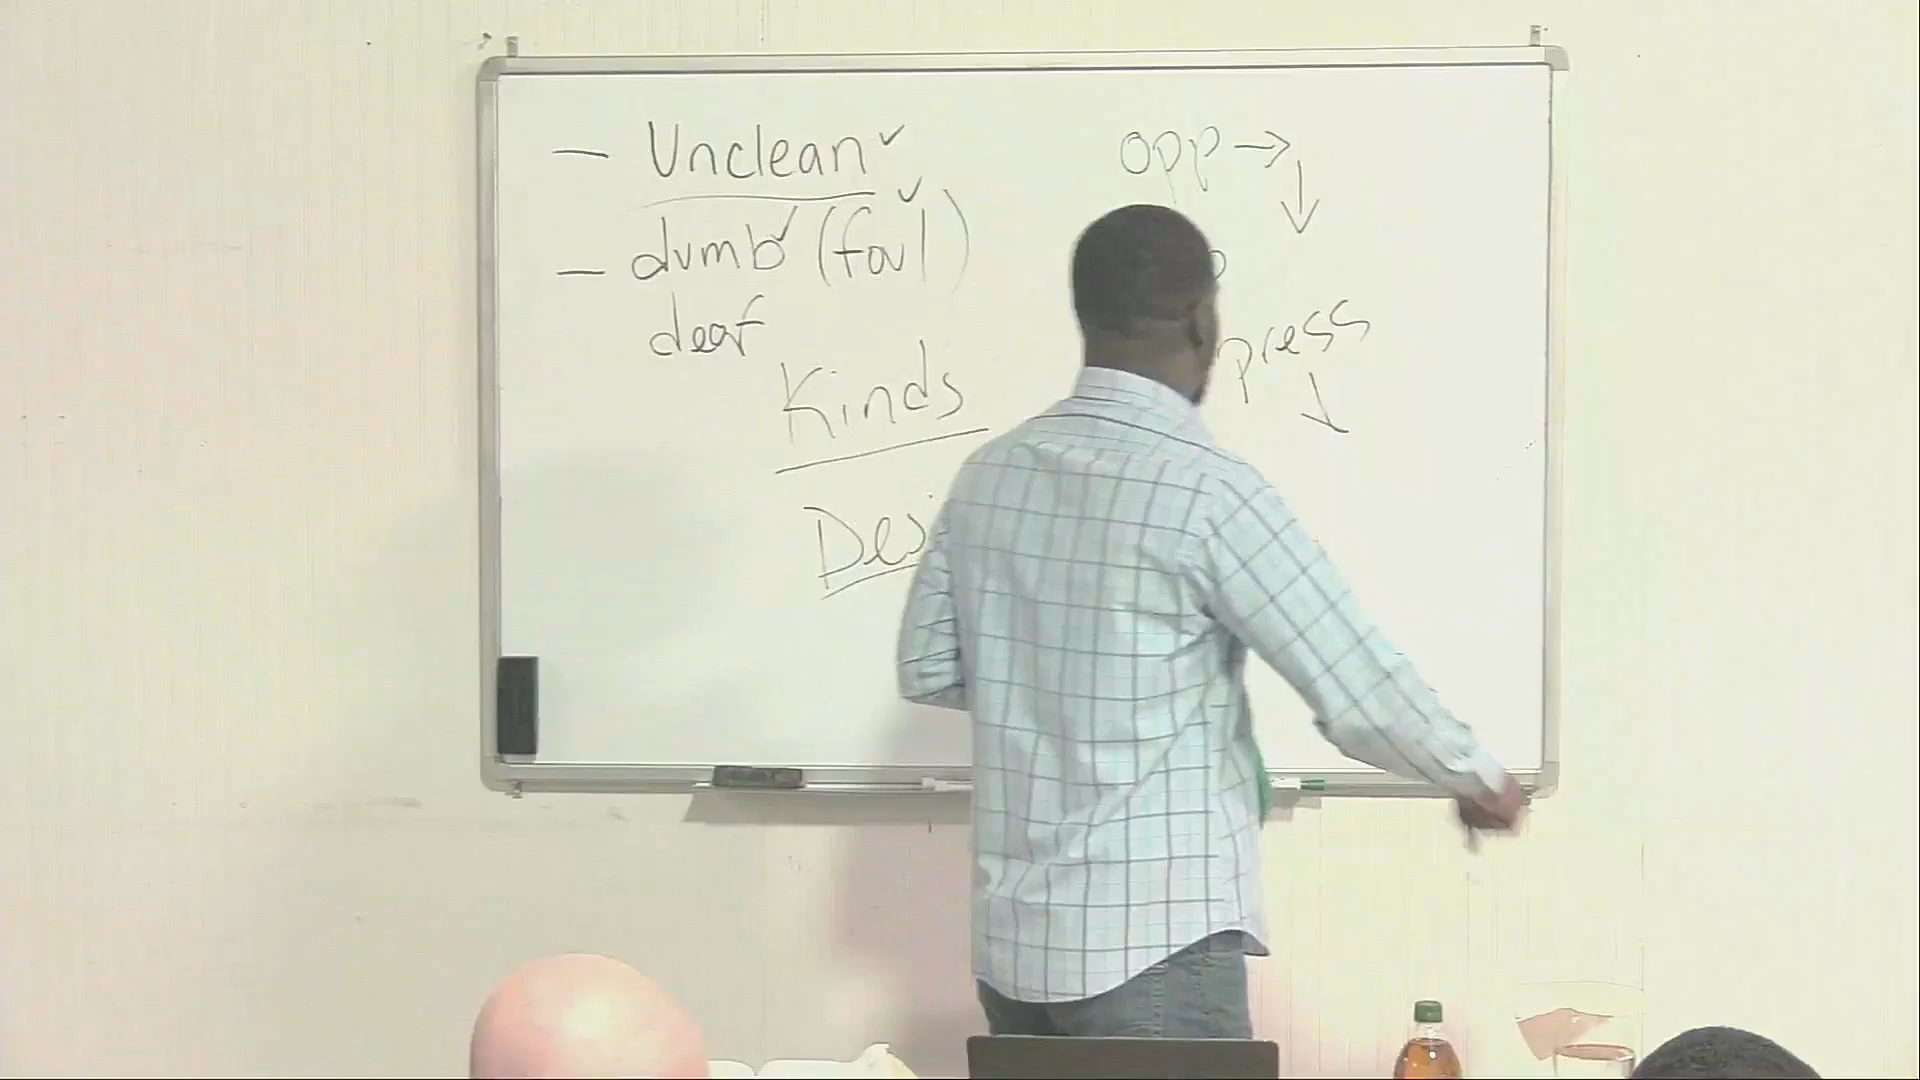 — Unclean ✓
— dumb ✓ (foul ✓)
deaf
Kinds
opp → ↓
press
↓